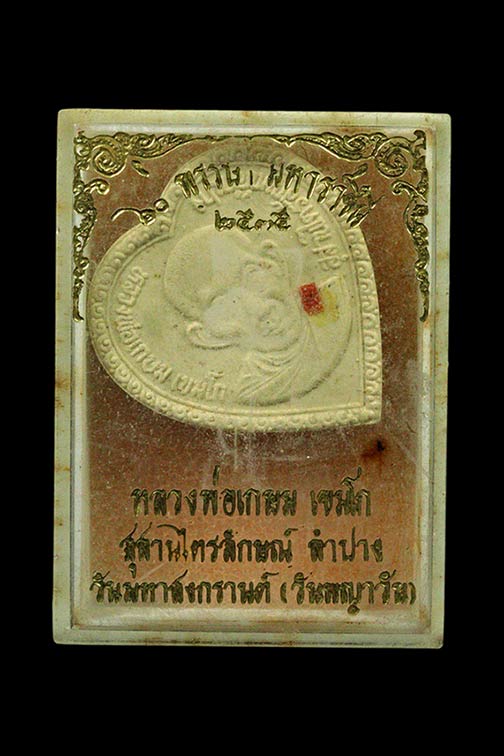 ๖๐ พรรษา มหาราชินี
๒๕๓๕
หลวงพ่อเกษม เขมโก
หลวงพ่อเกษม เขมโก
สุสานไตรลักษณ์ ลำปาง
วันมหาสงกรานต์ (วันพญาวัน)